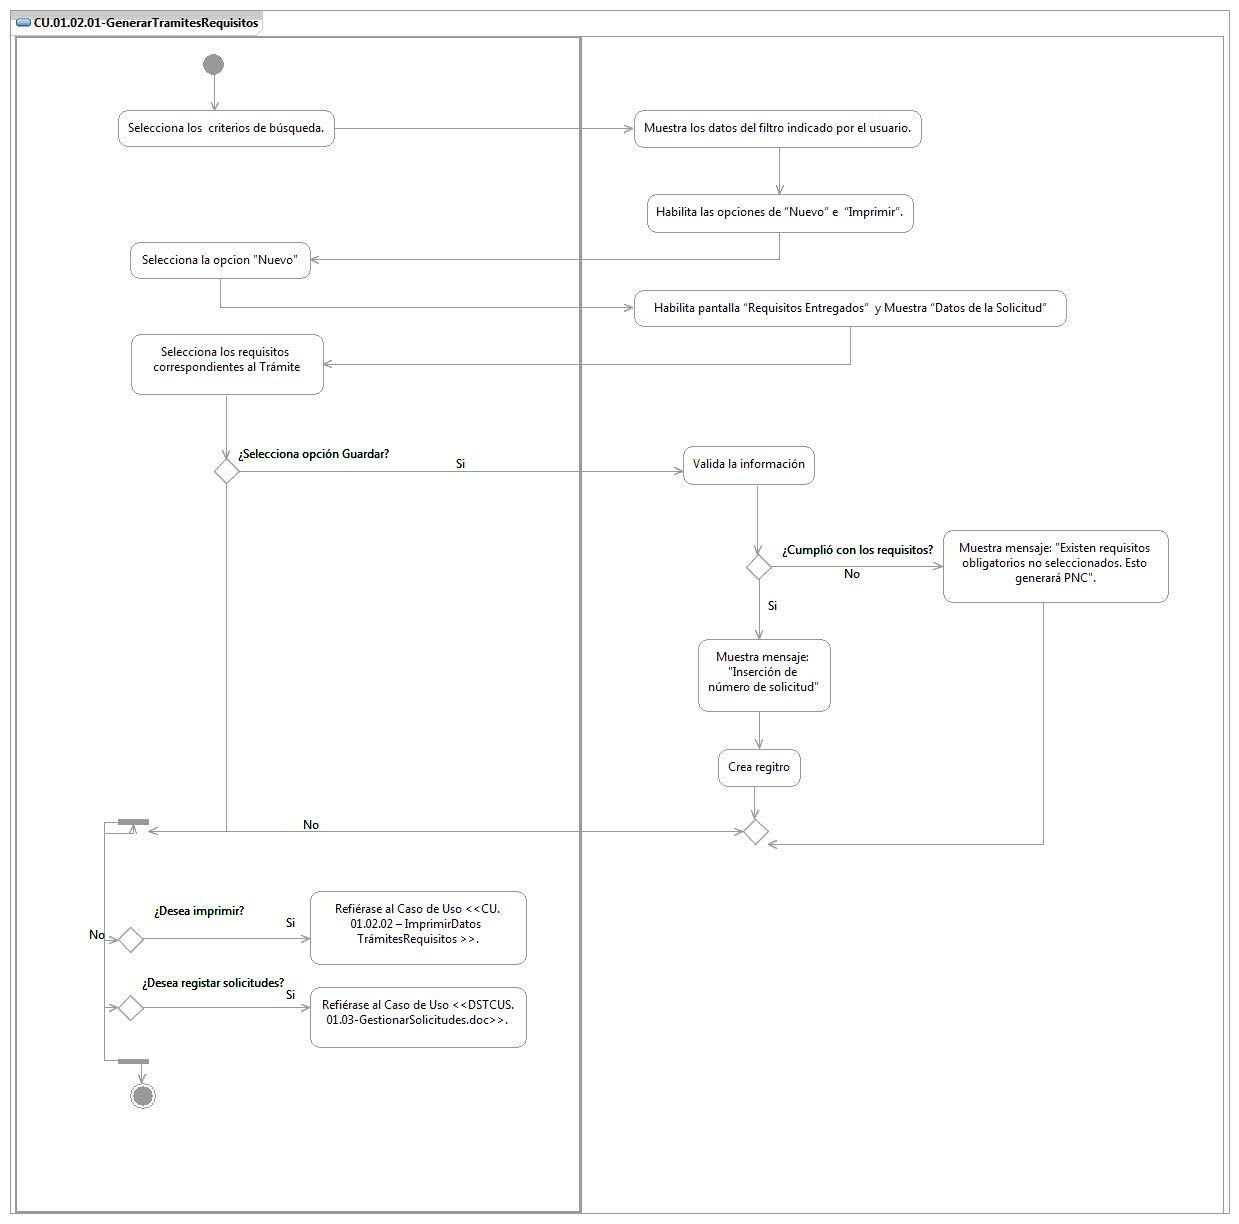 CU.01.02.01-GenerarTramitesRequisitos
Selecciona los  criterios de búsqueda.
Muestra los datos del filtro indicado por el usuario.
Habilita las opciones de “Nuevo” e  “Imprimir”.
Selecciona la opcion "Nuevo"
Habilita pantalla “Requisitos Entregados”  y Muestra “Datos de la Solicitud”
Selecciona los requisitos
correspondientes al Trámite
¿Selecciona opción Guardar?
Si
Valida la información
¿Cumplió con los requisitos?
No
Muestra mensaje: "Existen requisitos
obligatorios no seleccionados. Esto
generará PNC".
Si
Muestra mensaje:
"Inserción de
número de solicitud"
Crea regitro
No
¿Desea imprimir?
Si
No
Refiérase al Caso de Uso <<CU.
01.02.02 – ImprimirDatos
TrámitesRequisitos >>.
¿Desea registar solicitudes?
Si
Refiérase al Caso de Uso <<DSTCUS.
01.03-GestionarSolicitudes.doc>>.